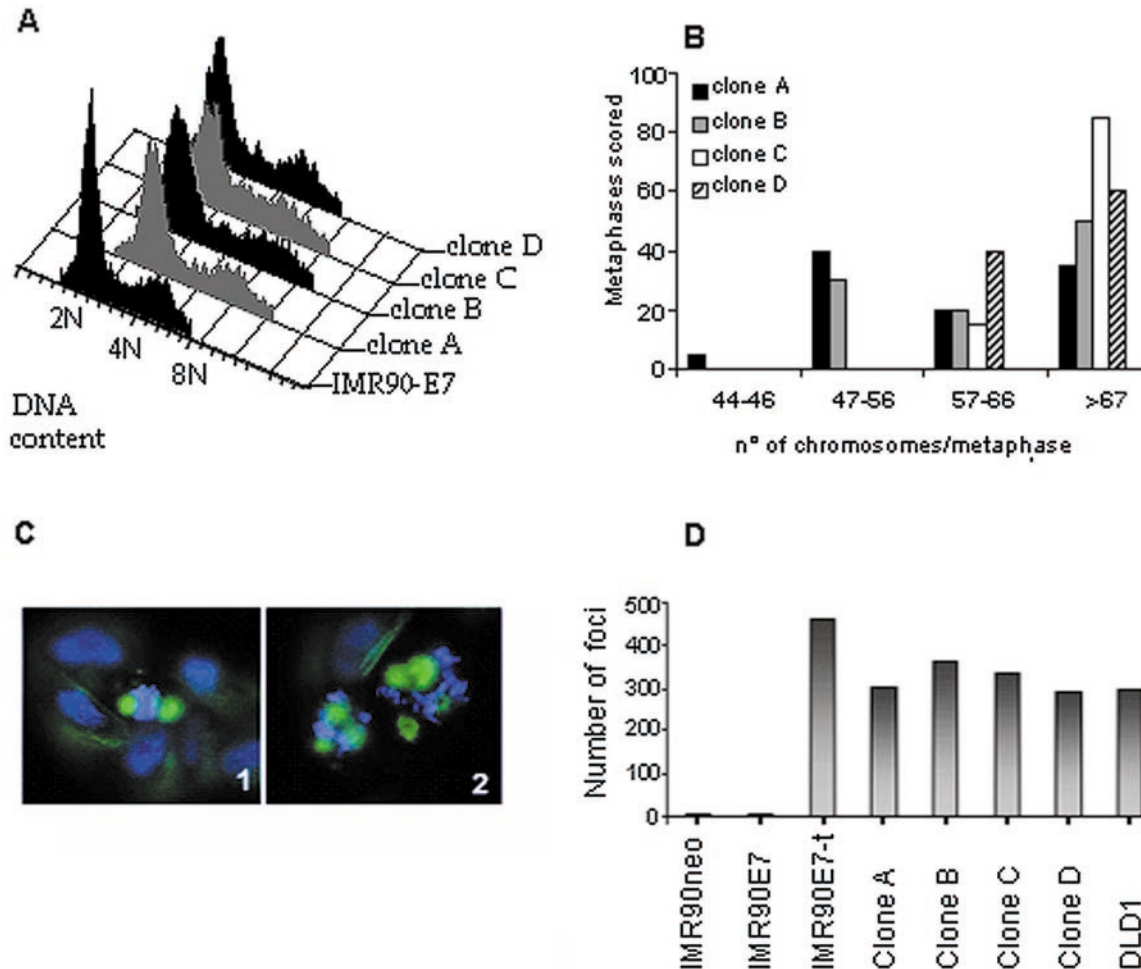 A
2N
4N
8N
DNA
content
clone D
clone C
clone B
clone A
IMR90-E7
B
Metaphases scored
100
80
60
40
20
0
clone A
clone B
clone C
clone D
44-46
47-56
57-66
>67
n° of chromosomes/metaphase
C
1
2
D
Number of foci
500
400
300
200
100
0
IMR90neo
IMR90E7
IMR90E7-t
Clone A
Clone B
Clone C
Clone D
DLD1